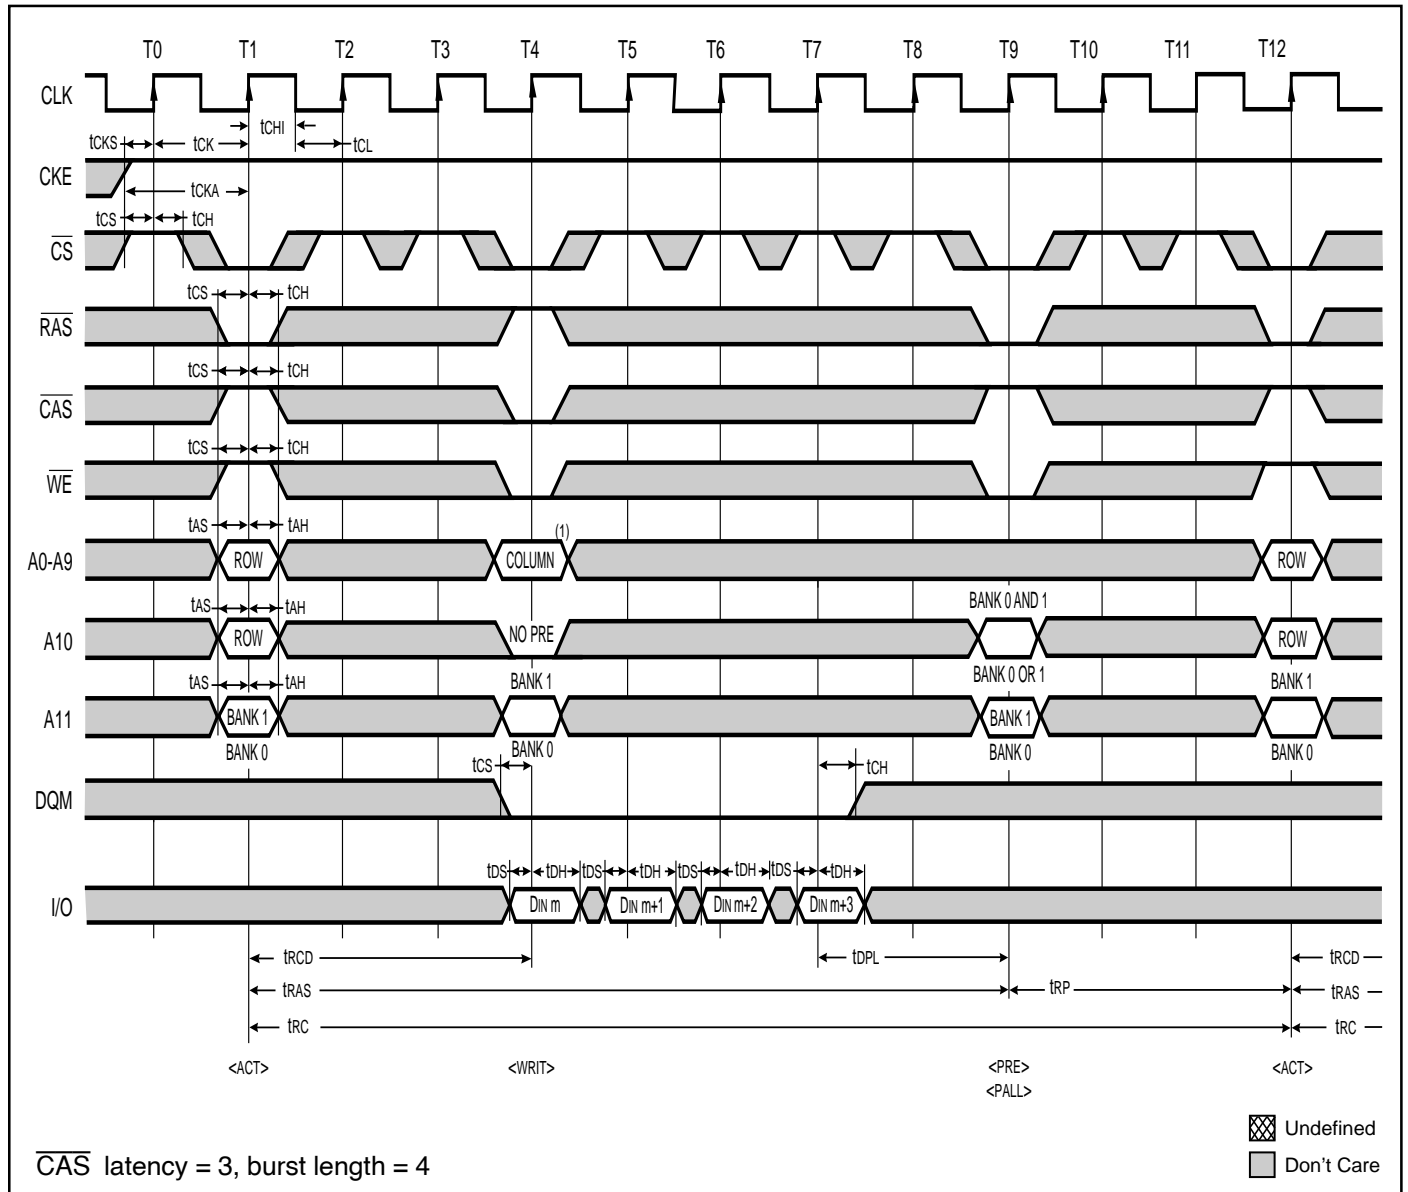 T0 T1 T2 T3 T4 T5 T6 T7 T8 T9 T10 T11 T12
CLK
tCHI
tCKS tCK tCL
CKE
tCKA
tCS tCH
CS
tCS tCH
RAS
tCS tCH
CAS
tCS tCH
WE
tAS tAH (1)
A0-A9 ROW COLUMN ROW
tAS tAH BANK 0 AND 1
A10 ROW NO PRE ROW
tAS tAH BANK 1 BANK 0 OR 1 BANK 1
A11 BANK 1 BANK 1
BANK 0 BANK 0 BANK 0 BANK 0
tCS tCH
DQM
tDS tDH tDS tDH tDS tDH tDS tDH
I/O DIN m DIN m+1 DIN m+2 DIN m+3
tRCD tDPL tRCD
tRAS tRP tRAS
tRC tRC
<ACT> <WRIT> <PRE> <ACT>
<PALL>
Undefined
CAS latency = 3, burst length = 4
Don't Care